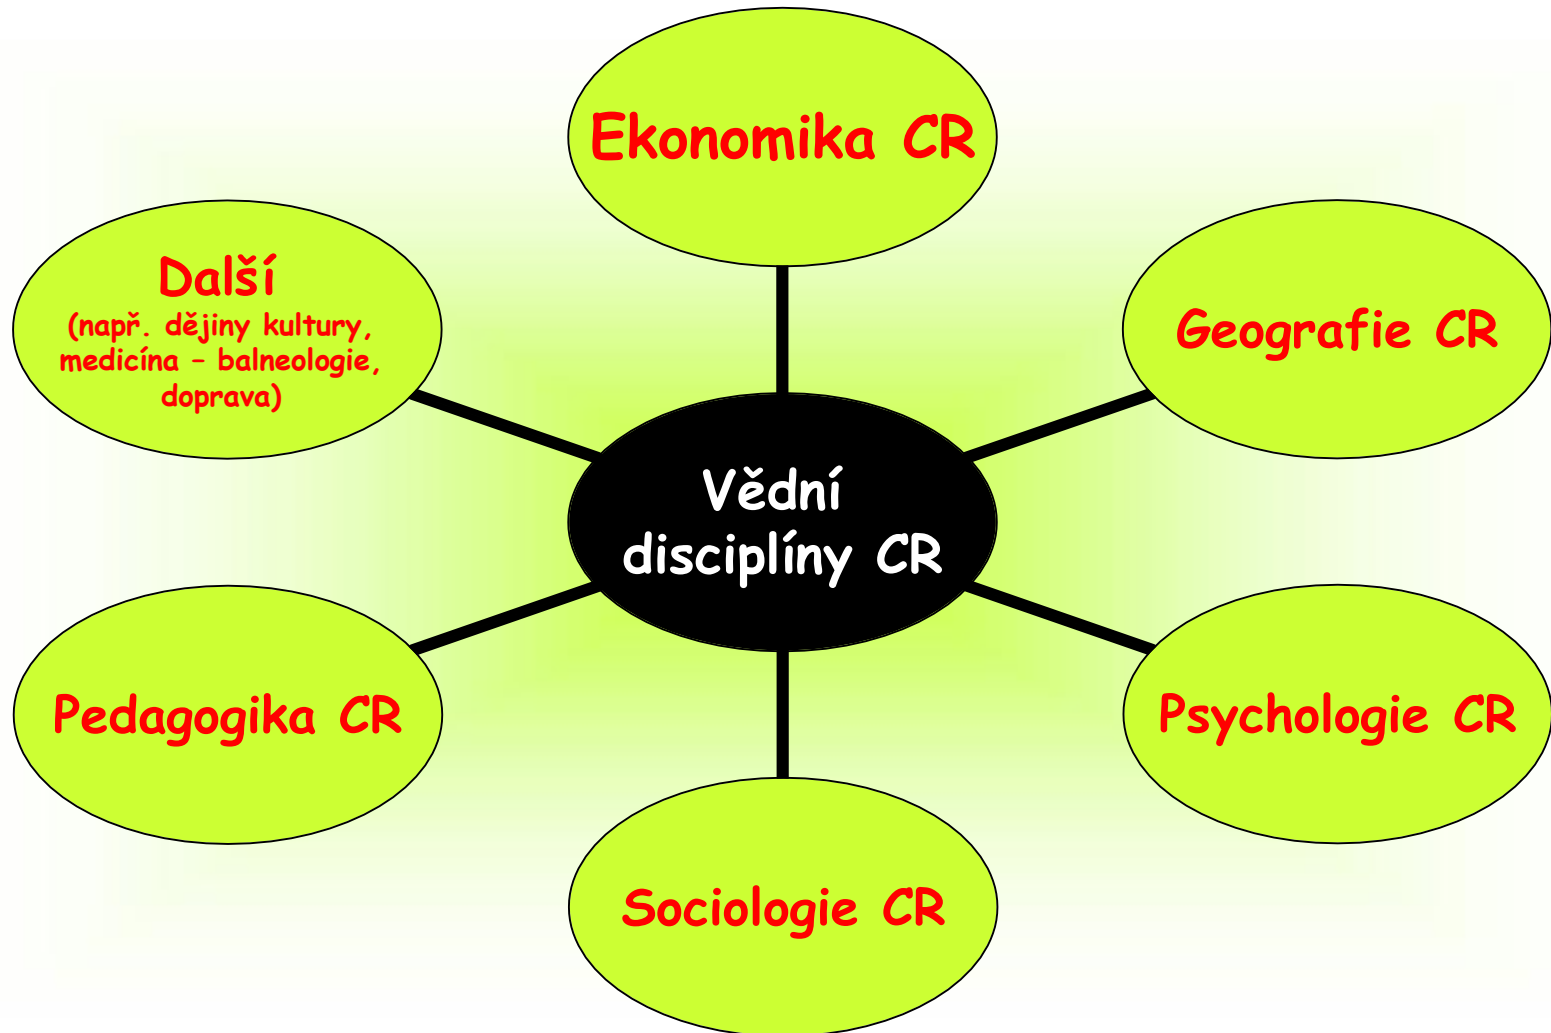 Ekonomika CR
Další
(např. dějiny kultury,
medicína – balneologie,
doprava)
Geografie CR
Vědní
disciplíny CR
Pedagogika CR
Psychologie CR
Sociologie CR